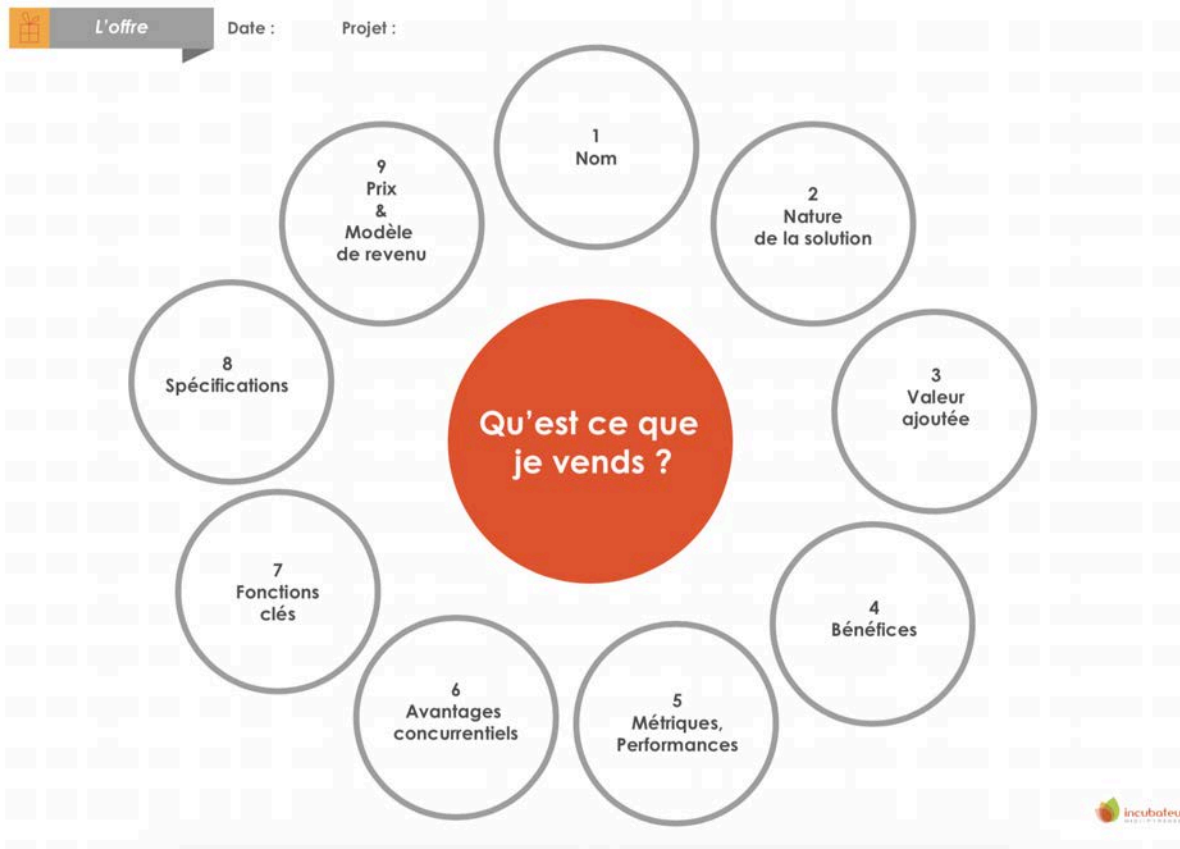 L'offre
Date :
Projet :
1
Nom
2
Nature
de la solution
3
Valeur
ajoutée
4
Bénéfices
5
Métriques,
Performances
6
Avantages
concurrentiels
7
Fonctions
clés
8
Spécifications
9
Prix
&
Modèle
de revenu
Qu'est ce que
je vends ?
incubateu